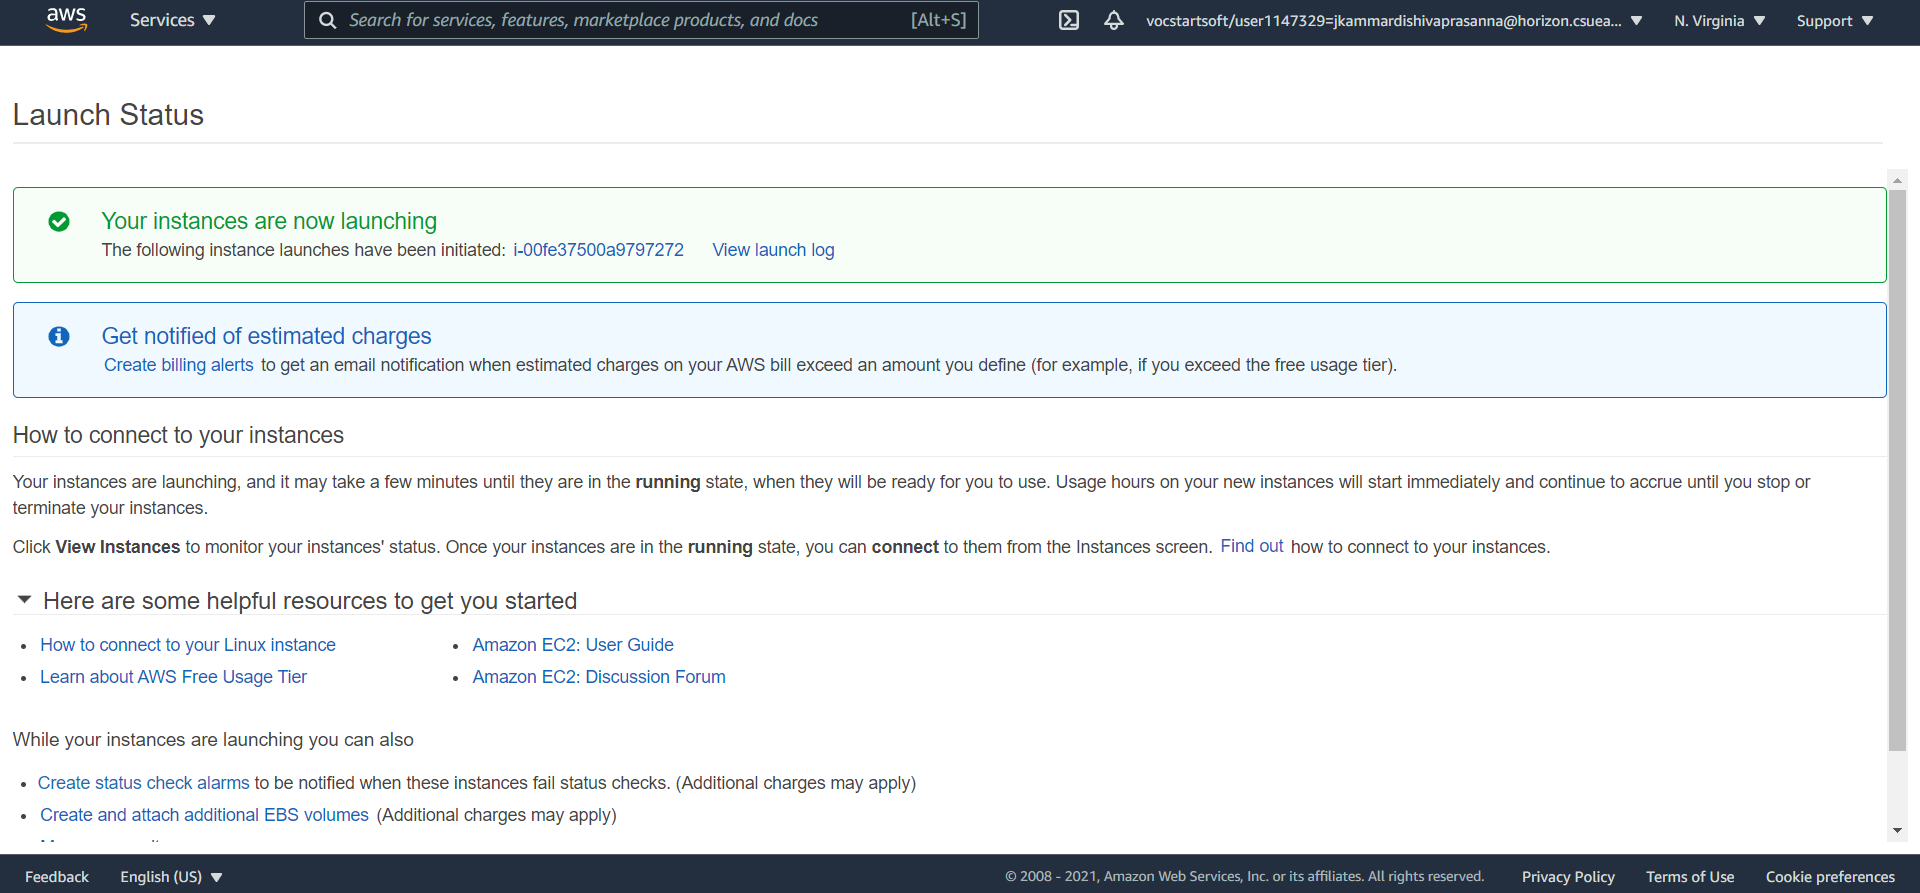 aws Services Search for services, features, marketplace products, and docs [Alt+S] vocstartsoft/user1147329=jkammardishivaprasanna@horizon.csuea... N. Virginia Support
Launch Status
Your instances are now launching
The following instance launches have been initiated: i-00fe37500a9797272 View launch log
Get notified of estimated charges
Create billing alerts to get an email notification when estimated charges on your AWS bill exceed an amount you define (for example, if you exceed the free usage tier).
How to connect to your instances
Your instances are launching, and it may take a few minutes until they are in the running state, when they will be ready for you to use. Usage hours on your new instances will start immediately and continue to accrue until you stop or
terminate your instances.
Click View Instances to monitor your instances' status. Once your instances are in the running state, you can connect to them from the Instances screen. Find out how to connect to your instances.
Here are some helpful resources to get you started
• How to connect to your Linux instance • Amazon EC2: User Guide
• Learn about AWS Free Usage Tier • Amazon EC2: Discussion Forum
While your instances are launching you can also
• Create status check alarms to be notified when these instances fail status checks. (Additional charges may apply)
• Create and attach additional EBS volumes (Additional charges may apply)
Feedback English (US) © 2008 - 2021, Amazon Web Services, Inc. or its affiliates. All rights reserved. Privacy Policy Terms of Use Cookie preferences